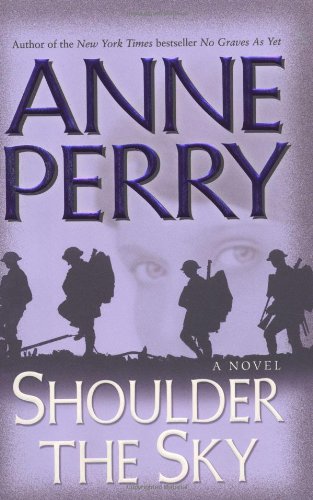 Author of the New York Times bestseller No Graves As Yet
ANNE
PERRY
A NOVEL
SHOULDER
THE SKY